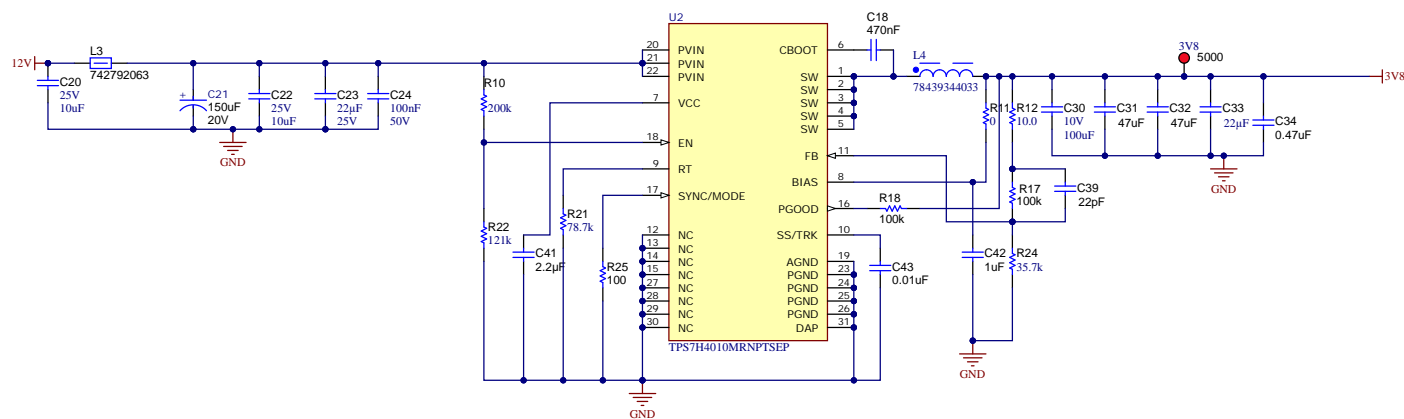 12V
L3
742792063
C20
25V
10uF
C21
+
150uF
20V
C22
25V
10uF
C23
22µF
25V
C24
100nF
50V
GND
R10
200k
R22
121k
C41
2.2µF
R21
78.7k
R25
100
GND
U2
20 PVIN
21 PVIN
22 PVIN
7 VCC
18 EN
9 RT
17 SYNC/MODE
12 NC
13 NC
14 NC
15 NC
27 NC
28 NC
29 NC
30 NC
CBOOT 6
SW 1
SW 2
SW 3
SW 4
SW 5
FB 11
BIAS 8
PGOOD 16
SS/TRK 10
AGND 19
PGND 23
PGND 24
PGND 25
PGND 26
DAP 31
TPS7H4010MRNPTSEP
C18
470nF
L4
78439344033
R11
0
R12
10.0
C30
10V
100uF
C31
47uF
C32
47uF
C33
22µF
C34
0.47uF
3V8
5000
3V8
GND
R18
100k
R17
100k
C39
22pF
C43
0.01uF
C42
1uF
R24
35.7k
GND